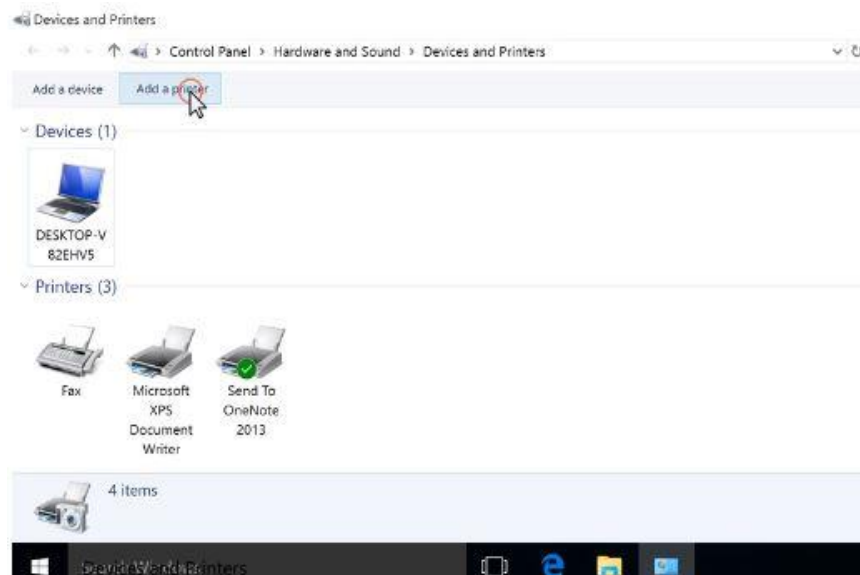 Devices and Printers
Control Panel > Hardware and Sound > Devices and Printers
Add a device Add a printer
Devices (1)
DESKTOP-V
82EHV5
Printers (3)
Fax
Microsoft
XPS
Document
Writer
Send To
OneNote
2013
4 items
Devices and Printers